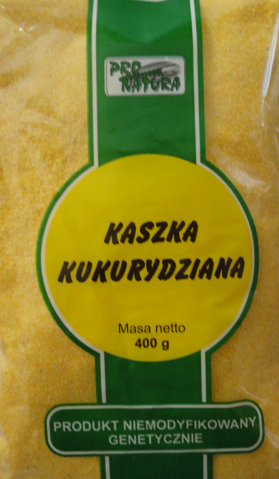 PRO
NATURA
KASZKA
KUKURYDZIANA
Masa netto
400 g
PRODUKT NIEMODYFIKOWANY
GENETYCZNIE